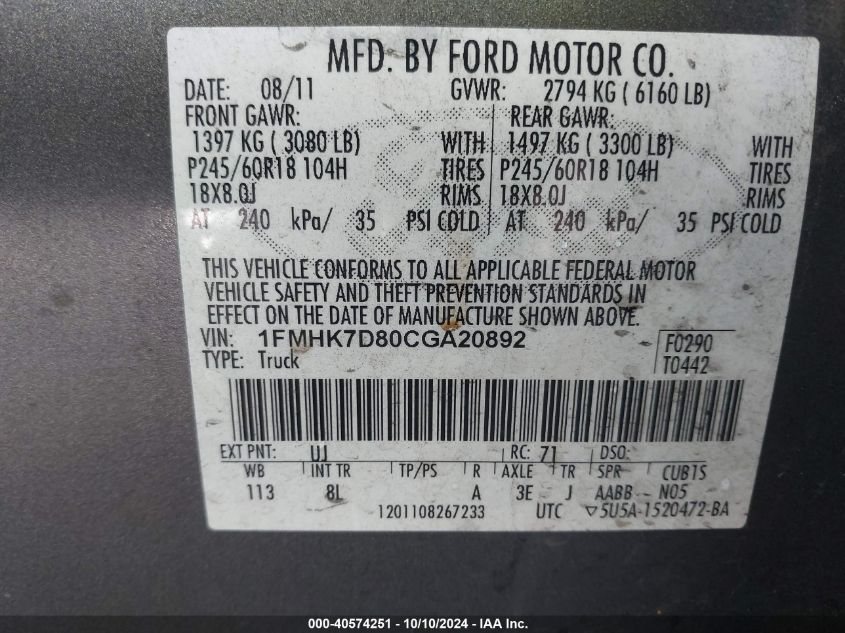 MFD. BY FORD MOTOR CO.
DATE: 08/11 GVWR: 2794 KG ( 6160 LB)
FRONT GAWR: REAR GAWR:
1397 KG ( 3080 LB) WITH 1497 KG ( 3300 LB) WITH
P245/60R18 104H TIRES P245/60R18 104H TIRES
18X8.0J RIMS 18X8.0J RIMS
AT 240 kPa/ 35 PSI COLD AT 240 kPa/ 35 PSI COLD
THIS VEHICLE CONFORMS TO ALL APPLICABLE FEDERAL MOTOR
VEHICLE SAFETY AND THEFT PREVENTION STANDARDS IN
EFFECT ON THE DATE OF MANUFACTURE SHOWN ABOVE.
VIN: 1FMHK7D80CGA20892 F0290
TYPE: Truck T0442
EXT PNT: UJ RC: 71 DSO:
WB INT TR TP/PS R AXLE TR SPR CUB1S
113 8L A 3E J AABB N05
1201108267233 UTC ▽5U5A-1520472-BA
000-40574251 - 10/10/2024 - IAA Inc.